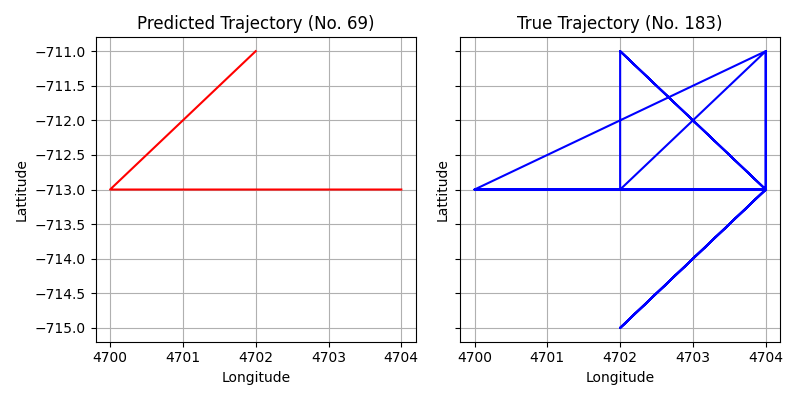 Predicted Trajectory (No. 69)
True Trajectory (No. 183)
Lattitude
−711.0
−711.5
−712.0
−712.5
−713.0
−713.5
−714.0
−714.5
−715.0
4700 4701 4702 4703 4704
Longitude
Lattitude
4700 4701 4702 4703 4704
Longitude